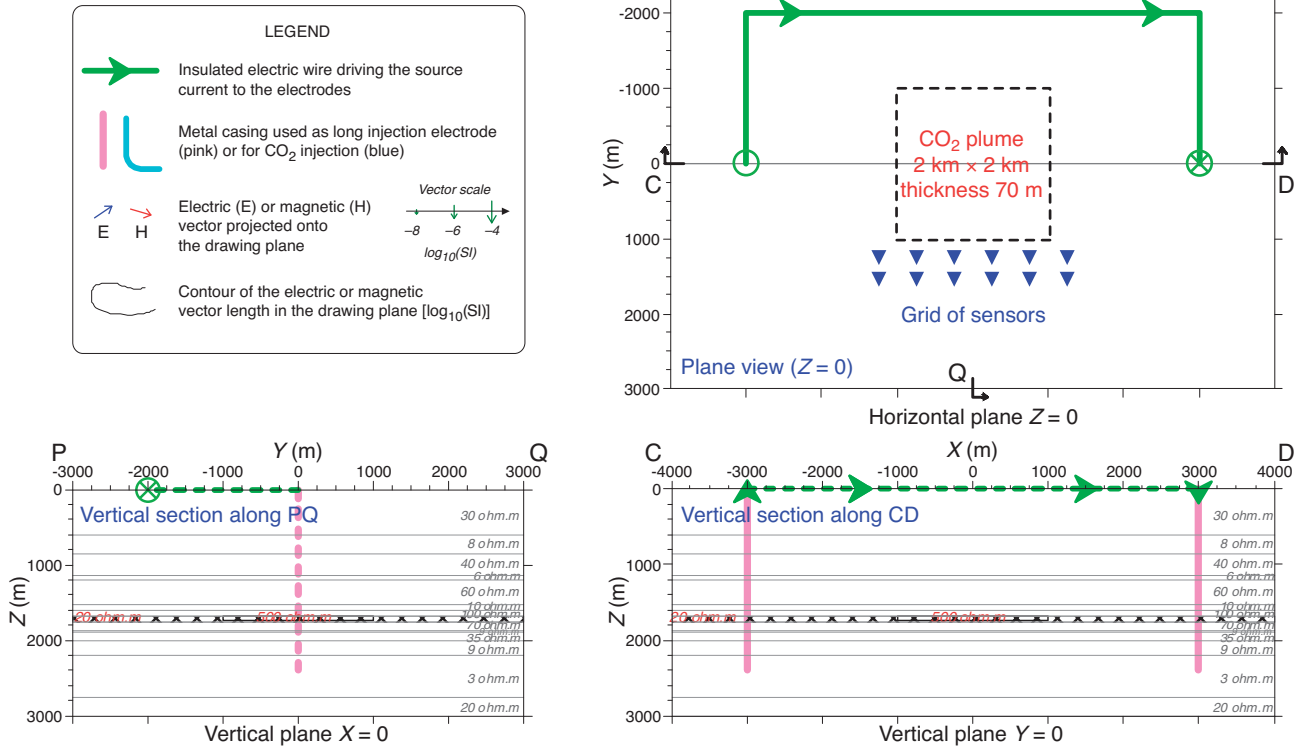 LEGEND
Insulated electric wire driving the source
current to the electrodes
Metal casing used as long injection electrode
(pink) or for CO2 injection (blue)
Electric (E) or magnetic (H)
vector projected onto
the drawing plane
E H
Vector scale
−8 −6 −4
log10(SI)
Contour of the electric or magnetic
vector length in the drawing plane [log10(SI)]
-2000
-1000
0
1000
2000
3000
Y (m)
C
D
CO2 plume
2 km × 2 km
thickness 70 m
Grid of sensors
Plane view (Z = 0)
Q
Horizontal plane Z = 0
P
Y (m)
Q
-3000 -2000 -1000 0 1000 2000 3000
0
1000
2000
3000
Z (m)
Vertical section along PQ
30 ohm.m
8 ohm.m
40 ohm.m
6 ohm.m
60 ohm.m
10 ohm.m
100 ohm.m
20 ohm.m
500 ohm.m
70 ohm.m
35 ohm.m
9 ohm.m
3 ohm.m
20 ohm.m
Vertical plane X = 0
C
X (m)
D
-4000 -3000 -2000 -1000 0 1000 2000 3000 4000
0
1000
2000
3000
Z (m)
Vertical section along CD
30 ohm.m
8 ohm.m
40 ohm.m
6 ohm.m
60 ohm.m
10 ohm.m
100 ohm.m
20 ohm.m
500 ohm.m
70 ohm.m
35 ohm.m
9 ohm.m
3 ohm.m
20 ohm.m
Vertical plane Y = 0